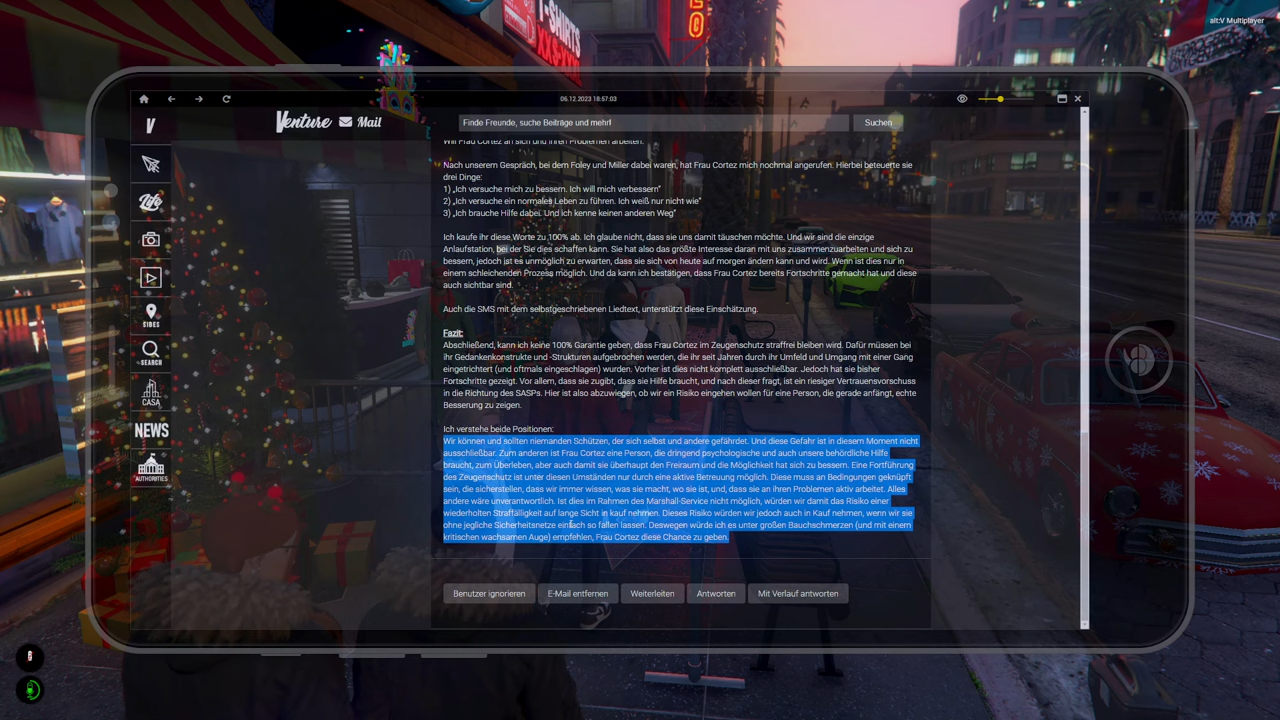 alt:V Multiplayer
T-SHIRTS
06.12.2023 18:57:03
Venture Mail
Finde Freunde, suche Beiträge und mehr!
Suchen
V
Life
SIDES
SEARCH
CASA
NEWS
AUTHORITIES
Will Frau Cortez an sich und ihren Problemen arbeiten.
Nach unserem Gespräch, bei dem Foley und Miller dabei waren, hat Frau Cortez mich nochmal angerufen. Hierbei beteuerte sie
drei Dinge:
1) „Ich versuche mich zu bessern. Ich will mich verbessern"
2) „Ich versuche ein normales Leben zu führen. Ich weiß nur nicht wie"
3) „Ich brauche Hilfe dabei. Und ich kenne keinen anderen Weg"
Ich kaufe ihr diese Worte zu 100% ab. Ich glaube nicht, dass sie uns damit täuschen möchte. Und wir sind die einzige
Anlaufstation, bei der Sie dies schaffen kann. Sie hat also das größte Interesse daran mit uns zusammenzuarbeiten und sich zu
bessern, jedoch ist es unmöglich zu erwarten, dass sie sich von heute auf morgen ändern kann und wird. Wenn ist dies nur in
einem schleichenden Prozess möglich. Und da kann ich bestätigen, dass Frau Cortez bereits Fortschritte gemacht hat und diese
auch sichtbar sind.
Auch die SMS mit dem selbstgeschriebenen Liedtext, unterstützt diese Einschätzung.
Fazit:
Abschließend, kann ich keine 100% Garantie geben, dass Frau Cortez im Zeugenschutz straffrei bleiben wird. Dafür müssen bei
ihr Gedankenkonstrukte und -Strukturen aufgebrochen werden, die ihr seit Jahren durch ihr Umfeld und Umgang mit einer Gang
eingetrichtert (und oftmals eingeschlagen) wurden. Vorher ist dies nicht komplett ausschließbar. Jedoch hat sie bisher
Fortschritte gezeigt. Vor allem, dass sie zugibt, dass sie Hilfe braucht, und nach dieser fragt, ist ein riesiger Vertrauensvorschuss
in die Richtung des SASPs. Hier ist also abzuwiegen, ob wir ein Risiko eingehen wollen für eine Person, die gerade anfängt, echte
Besserung zu zeigen.
Ich verstehe beide Positionen:
Wir können und sollten niemanden Schützen, der sich selbst und andere gefährdet. Und diese Gefahr ist in diesem Moment nicht
ausschließbar. Zum anderen ist Frau Cortez eine Person, die dringend psychologische und auch unsere behördliche Hilfe
braucht, zum Überleben, aber auch damit sie überhaupt den Freiraum und die Möglichkeit hat sich zu bessern. Eine Fortführung
des Zeugenschutz ist unter diesen Umständen nur durch eine aktive Betreuung möglich. Diese muss an Bedingungen geknüpft
sein, die sicherstellen, dass wir immer wissen, was sie macht, wo sie ist, und, dass sie an ihren Problemen aktiv arbeitet. Alles
andere wäre unverantwortlich. Ist dies im Rahmen des Marshall-Service nicht möglich, würden wir damit das Risiko einer
wiederholten Straffälligkeit auf lange Sicht in kauf nehmen. Dieses Risiko würden wir jedoch auch in Kauf nehmen, wenn wir sie
ohne jegliche Sicherheitsnetze einfach so fallen lassen. Deswegen würde ich es unter großen Bauchschmerzen (und mit einem
kritischen wachsamen Auge) empfehlen, Frau Cortez diese Chance zu geben.
Benutzer ignorieren
E-Mail entfernen
Weiterleiten
Antworten
Mit Verlauf antworten